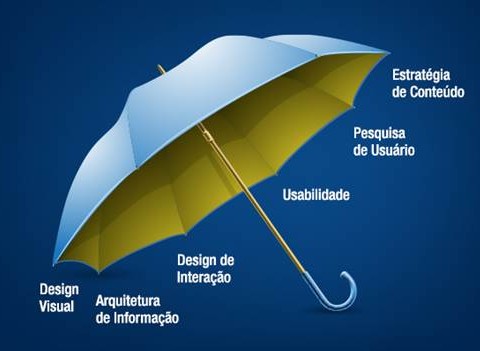 Estratégia
de Conteúdo
Pesquisa
de Usuário
Usabilidade
Design de
Interação
Design
Visual
Arquitetura
de Informação